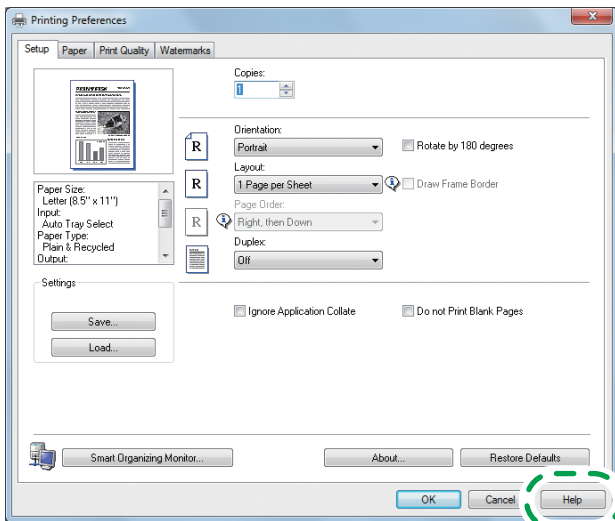 Printing Preferences
Setup Paper Print Quality Watermarks
Copies:
1
Orientation:
R Portrait Rotate by 180 degrees
Layout:
R 1 Page per Sheet Draw Frame Border
Page Order:
R Right, then Down
Duplex:
Off
Paper Size:
Letter (8.5" x 11")
Input:
Auto Tray Select
Paper Type:
Plain & Recycled
Output:
Settings
Save...
Load...
Ignore Application Collate Do not Print Blank Pages
Smart Organizing Monitor... About... Restore Defaults
OK Cancel Help